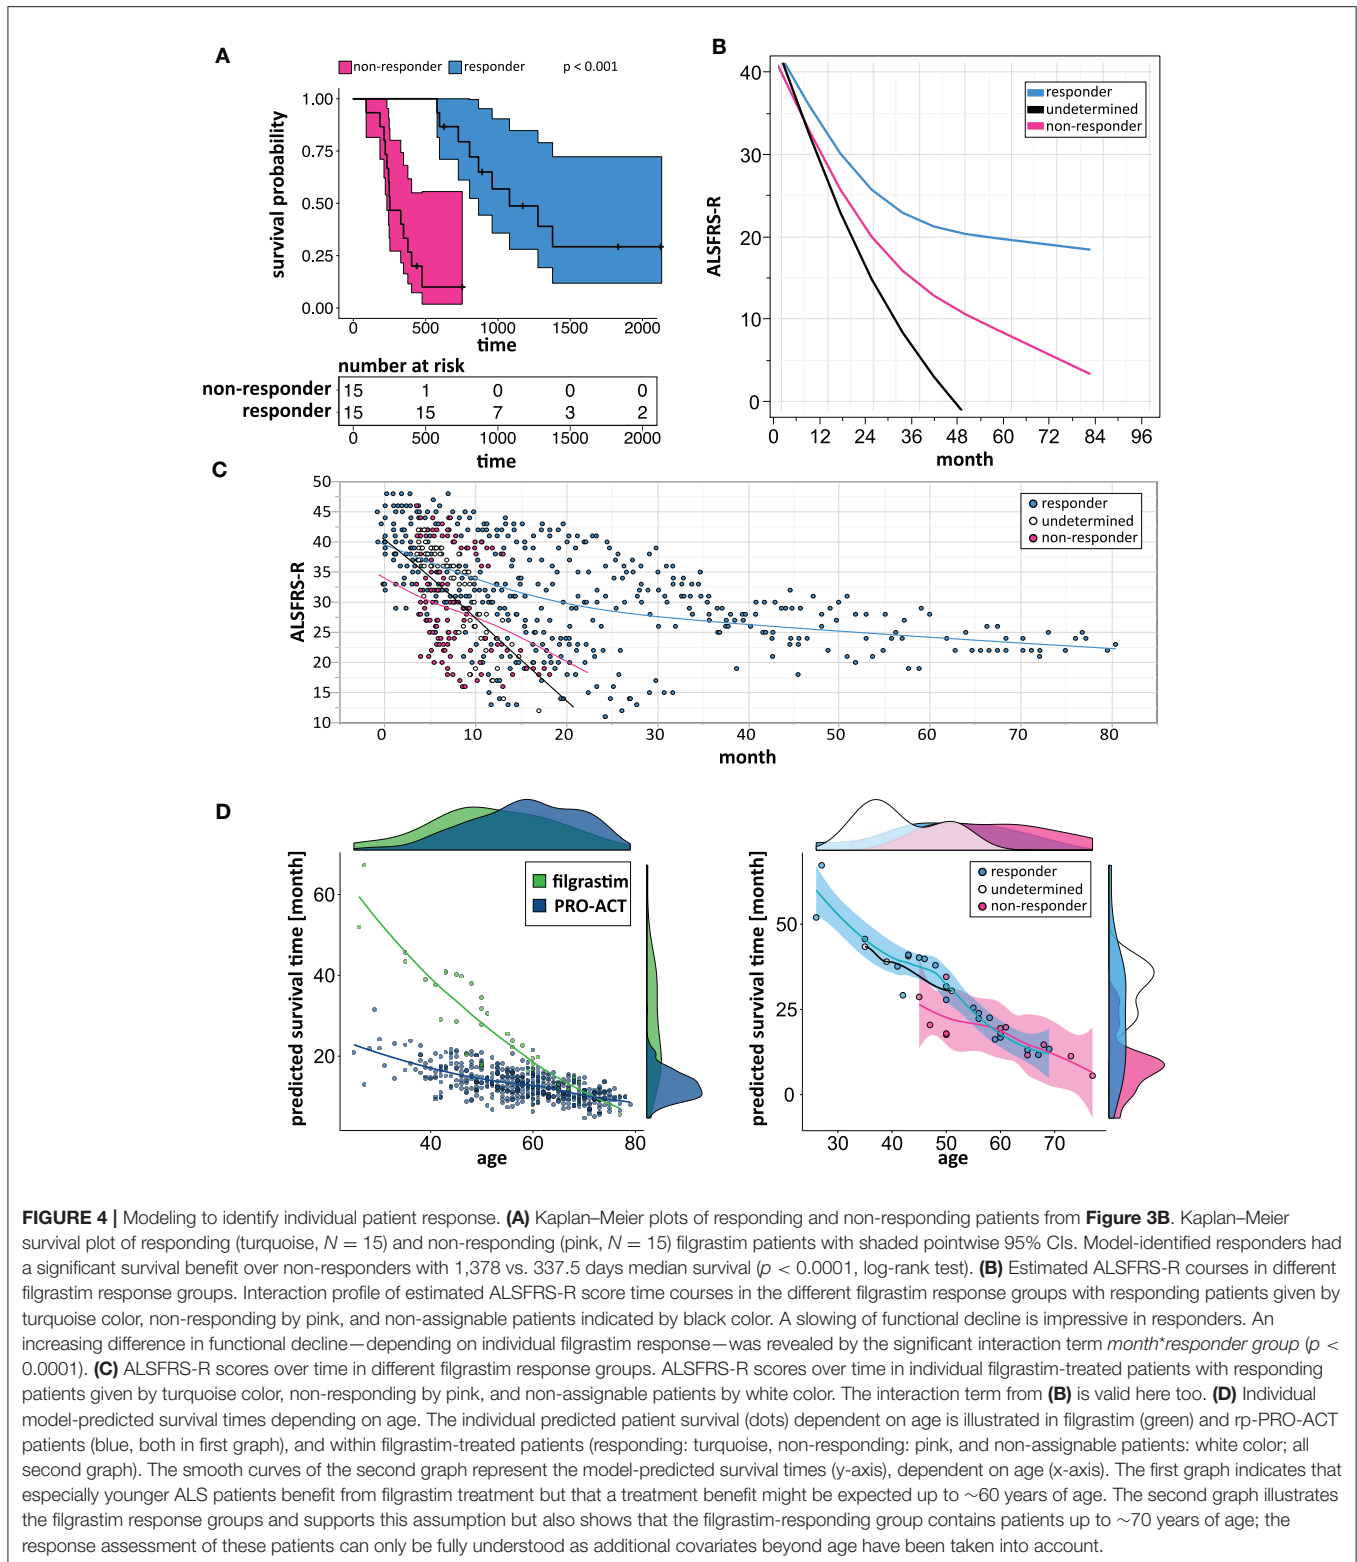 A
non-responder responder p < 0.001
survival probability
1.00
0.75
0.50
0.25
0.00
0 500 1000 1500 2000
time
number at risk
non-responder 15 1 0 0 0
responder 15 15 7 3 2
0 500 1000 1500 2000
time
B
ALSFRS-R
40
30
20
10
0
responder
undetermined
non-responder
0 12 24 36 48 60 72 84 96
month
C
ALSFRS-R
50
45
40
35
30
25
20
15
10
responder
undetermined
non-responder
0 10 20 30 40 50 60 70 80
month
D
predicted survival time [month]
60
40
20
filgrastim
PRO-ACT
40 60 80
age
predicted survival time [month]
50
25
0
responder
undetermined
non-responder
30 40 50 60 70
age
FIGURE 4 | Modeling to identify individual patient response. (A) Kaplan–Meier plots of responding and non-responding patients from Figure 3B. Kaplan–Meier
survival plot of responding (turquoise, N = 15) and non-responding (pink, N = 15) filgrastim patients with shaded pointwise 95% CIs. Model-identified responders had
a significant survival benefit over non-responders with 1,378 vs. 337.5 days median survival (p < 0.0001, log-rank test). (B) Estimated ALSFRS-R courses in different
filgrastim response groups. Interaction profile of estimated ALSFRS-R score time courses in the different filgrastim response groups with responding patients given by
turquoise color, non-responding by pink, and non-assignable patients indicated by black color. A slowing of functional decline is impressive in responders. An
increasing difference in functional decline—depending on individual filgrastim response—was revealed by the significant interaction term month*responder group (p <
0.0001). (C) ALSFRS-R scores over time in different filgrastim response groups. ALSFRS-R scores over time in individual filgrastim-treated patients with responding
patients given by turquoise color, non-responding by pink, and non-assignable patients by white color. The interaction term from (B) is valid here too. (D) Individual
model-predicted survival times depending on age. The individual predicted patient survival (dots) dependent on age is illustrated in filgrastim (green) and rp-PRO-ACT
patients (blue, both in first graph), and within filgrastim-treated patients (responding: turquoise, non-responding: pink, and non-assignable patients: white color; all
second graph). The smooth curves of the second graph represent the model-predicted survival times (y-axis), dependent on age (x-axis). The first graph indicates that
especially younger ALS patients benefit from filgrastim treatment but that a treatment benefit might be expected up to ∼60 years of age. The second graph illustrates
the filgrastim response groups and supports this assumption but also shows that the filgrastim-responding group contains patients up to ∼70 years of age; the
response assessment of these patients can only be fully understood as additional covariates beyond age have been taken into account.